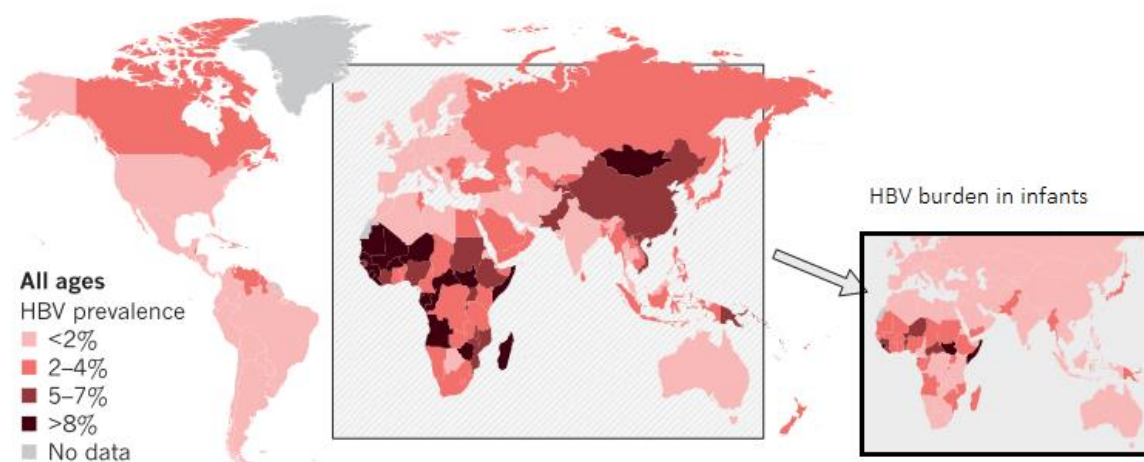 HBV burden in infants
All ages
HBV prevalence
<2%
2–4%
5–7%
>8%
No data